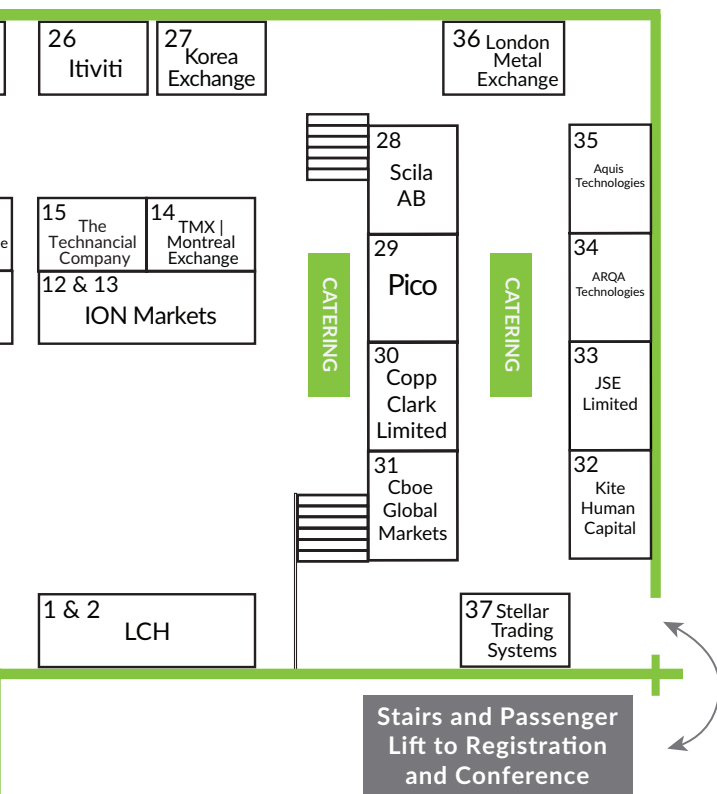 26
Itiviti
27
Korea
Exchange
36 London
Metal
Exchange
28
Scila
AB
35
Aquis
Technologies
15
The
Technancial
Company
14
TMX |
Montreal
Exchange
e
12 & 13
ION Markets
CATERING
29
Pico
CATERING
34
ARQA
Technologies
30
Copp
Clark
Limited
33
JSE
Limited
31
Cboe
Global
Markets
32
Kite
Human
Capital
1 & 2
LCH
37 Stellar
Trading
Systems
Stairs and Passenger
Lift to Registration
and Conference